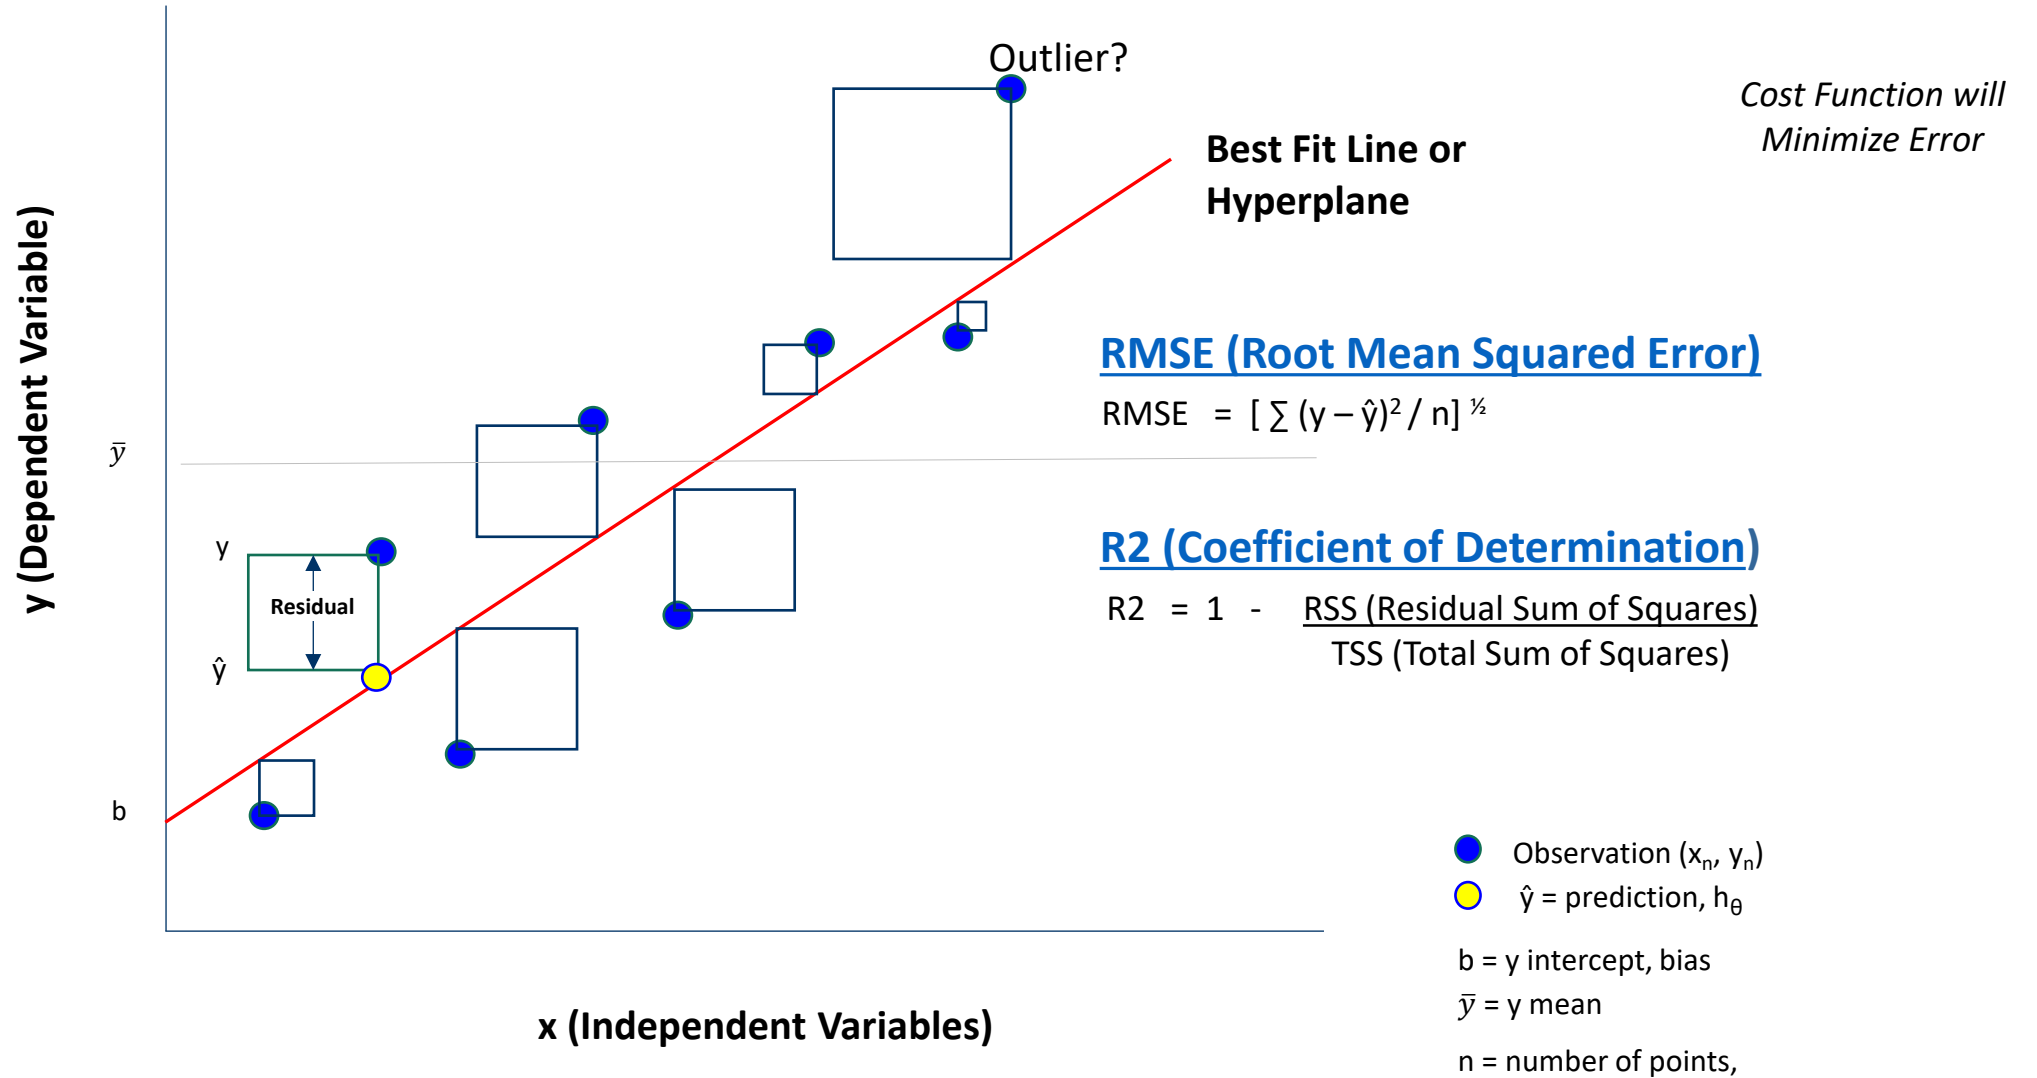 Outlier?
Cost Function will
Minimize Error
Best Fit Line or
Hyperplane
y (Dependent Variable)
RMSE (Root Mean Squared Error)
RMSE = [ ∑ (y – ŷ)² / n] ^½
ȳ
R2 (Coefficient of Determination)
R2 = 1 - RSS (Residual Sum of Squares)
TSS (Total Sum of Squares)
y
Residual
ŷ
b
Observation (xₙ, yₙ)
ŷ = prediction, h_θ
b = y intercept, bias
ȳ = y mean
n = number of points,
x (Independent Variables)